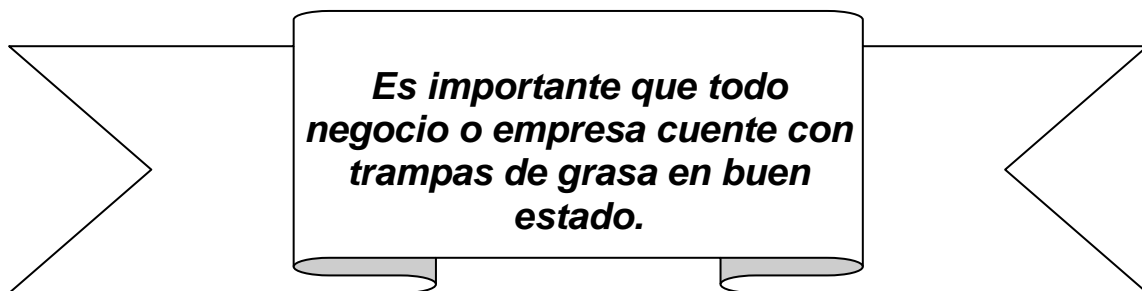 Es importante que todo
negocio o empresa cuente con
trampas de grasa en buen
estado.